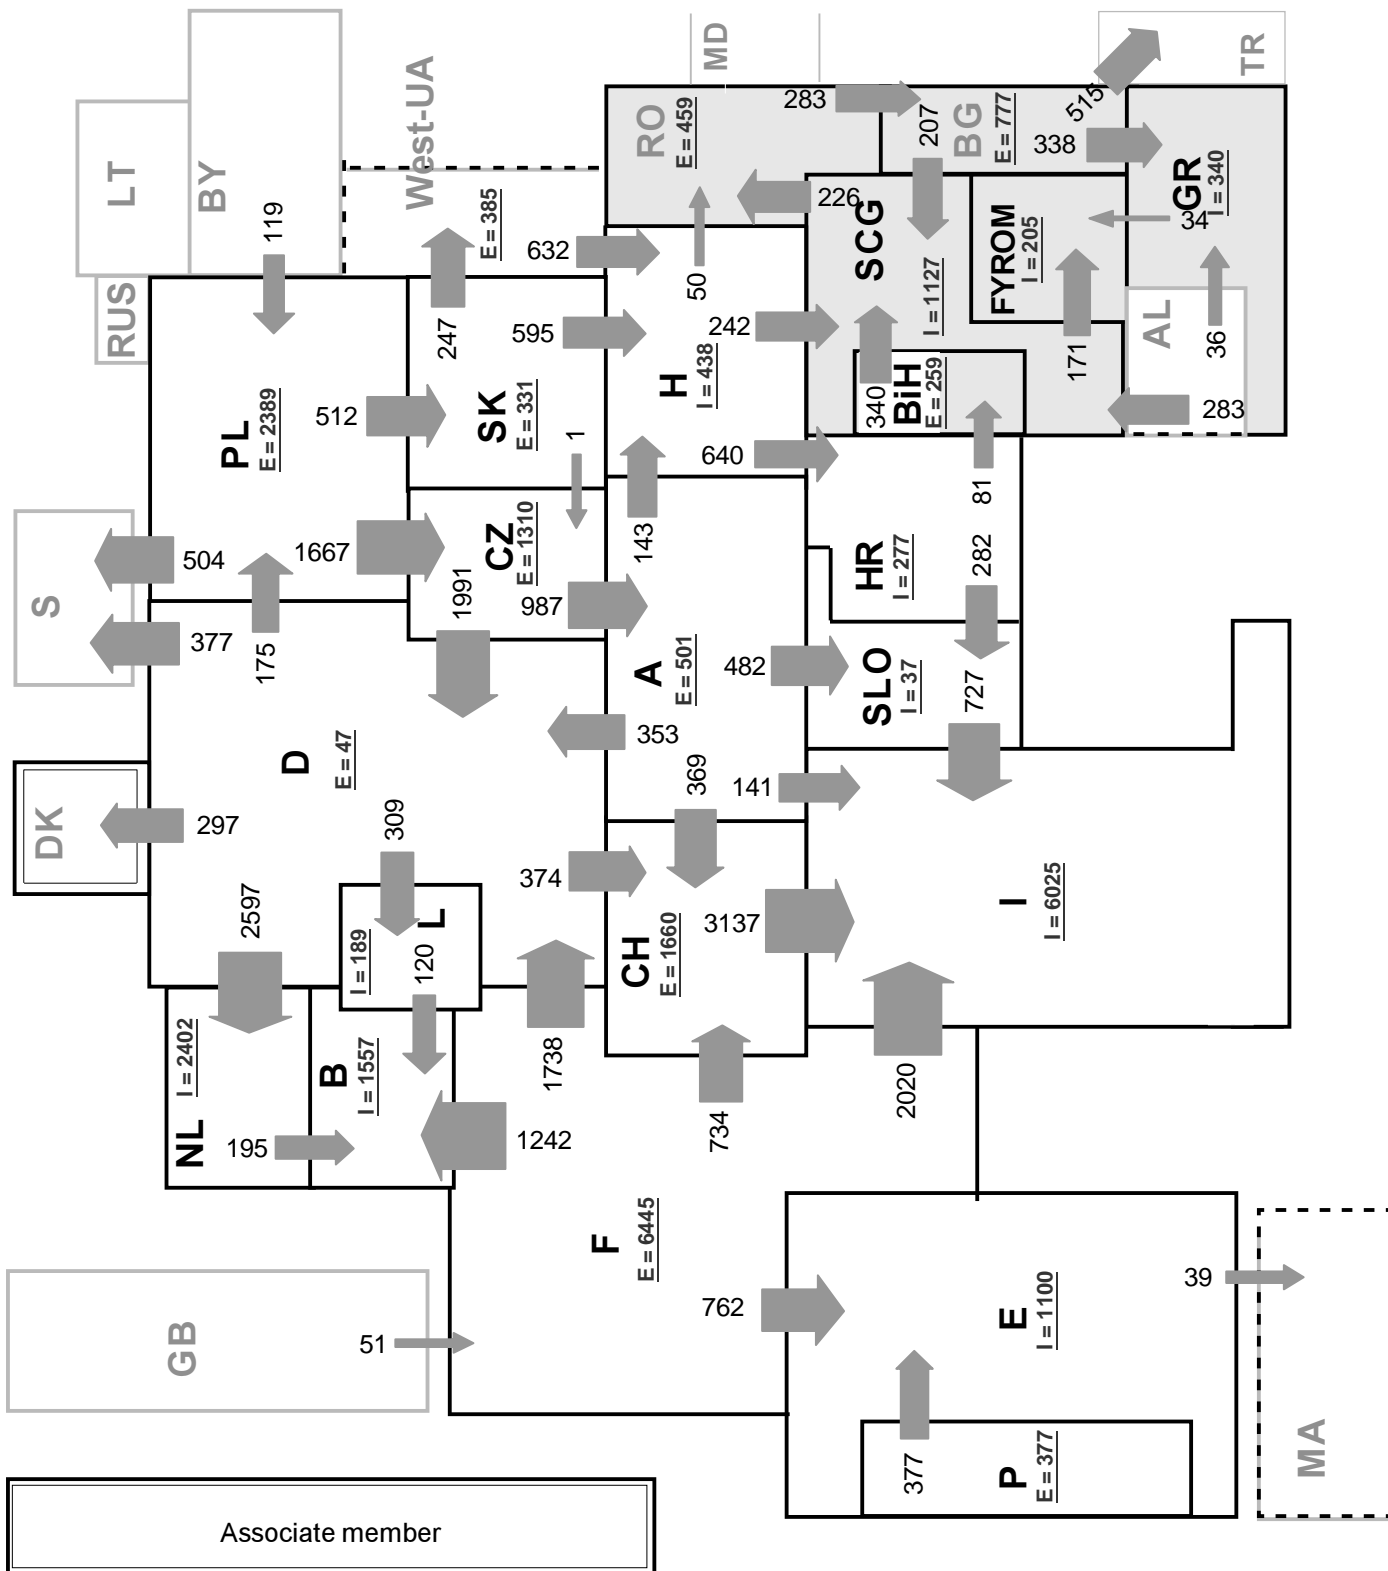 MD
TR
LT
BY
West-UA
E = 385
RO
E = 459
283
207
BG
E = 777
515
338
GR
I = 340
119
632
50
226
SCG
I = 1127
FYROM
I = 205
34
RUS
247
595
242
H
I = 438
340
BiH
E = 259
171
AL
36
283
PL
E = 2389
512
SK
E = 331
1
640
81
S
504
1667
CZ
E = 1310
143
HR
I = 277
282
377
175
1991
987
A
E = 501
482
SLO
I = 37
727
D
E = 47
353
369
141
DK
297
309
374
2597
I = 189
L
120
CH
E = 1660
3137
I
I = 6025
NL
I = 2402
B
I = 1557
1738
734
2020
195
1242
F
E = 6445
GB
51
762
E
I = 1100
39
MA
377
P
E = 377
Associate member